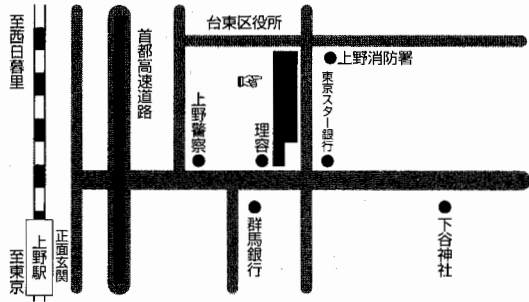 至西日暮里
首都高速道路
台東区役所
上野消防署
東京スター銀行
上野警察
理容
上野駅
正面玄関
至東京
群馬銀行
下谷神社